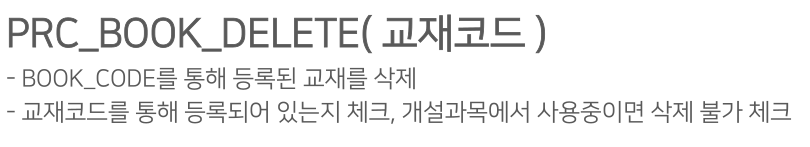 PRC_BOOK_DELETE( 교재코드 )
- BOOK_CODE를 통해 등록된 교재를 삭제
- 교재코드를 통해 등록되어 있는지 체크, 개설과목에서 사용중이면 삭제 불가 체크